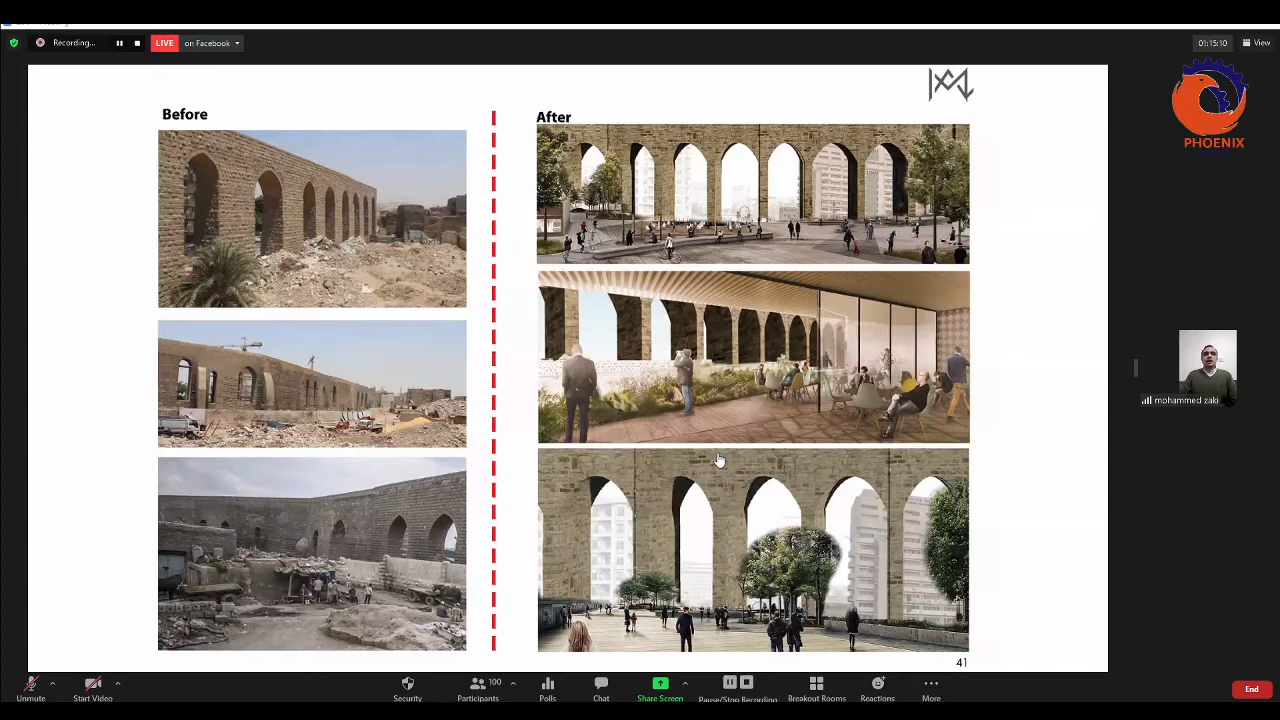 Recording...
LIVE
on Facebook
01:15:10
View
PHOENIX
Before
After
mohammed zaki
41
Unmute
Start Video
Security
Participants
100
Polls
Chat
Share Screen
Pause/Stop Recording
Breakout Rooms
Reactions
More
End